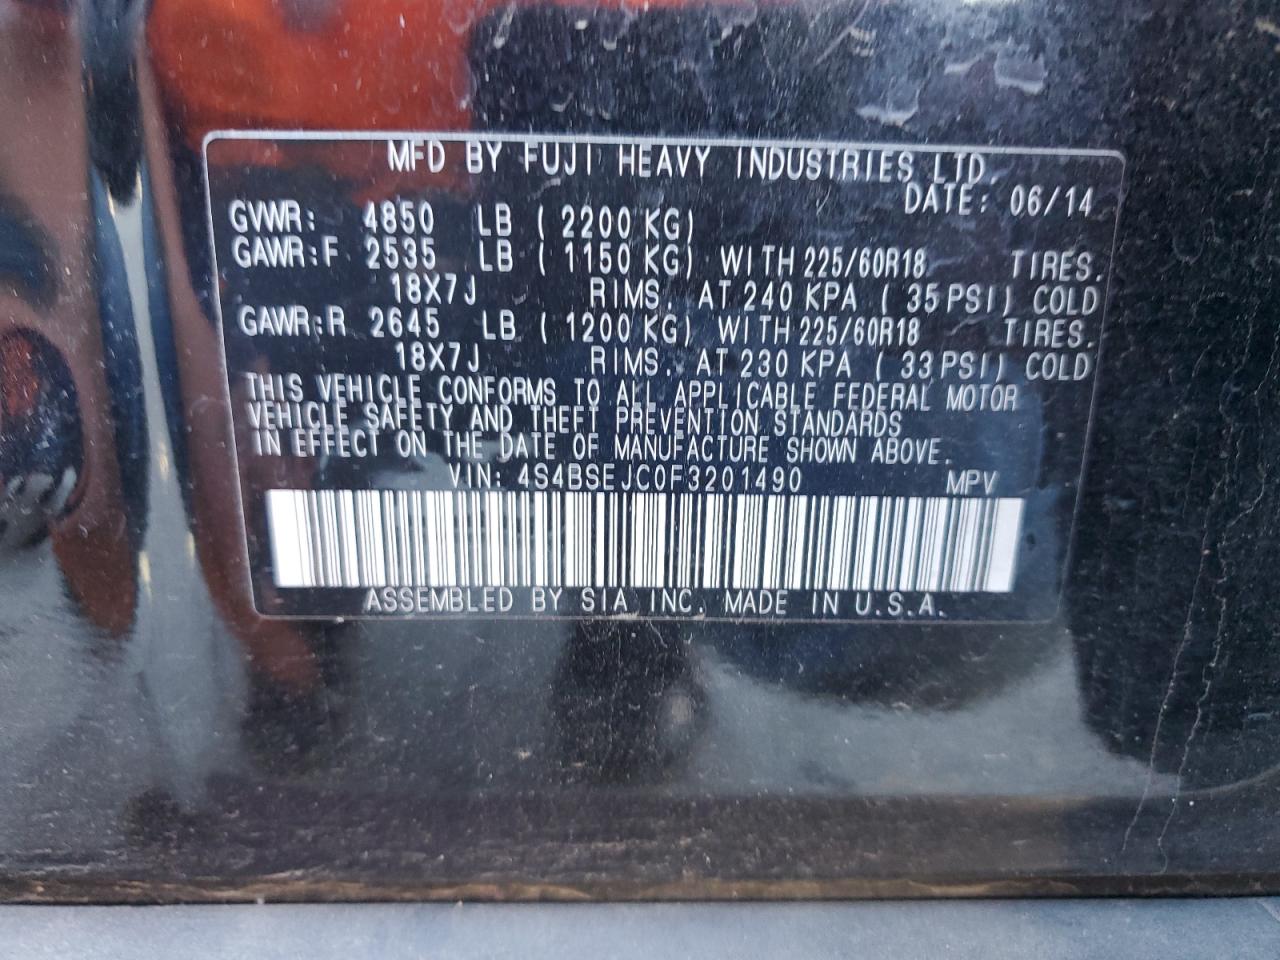 MFD BY FUJI HEAVY INDUSTRIES LTD.
DATE: 06/14
GVWR: 4850 LB ( 2200 KG)
GAWR:F 2535 LB ( 1150 KG) WITH 225/60R18 TIRES.
18X7J RIMS. AT 240 KPA ( 35 PSI) COLD
GAWR:R 2645 LB ( 1200 KG) WITH 225/60R18 TIRES.
18X7J RIMS. AT 230 KPA ( 33 PSI) COLD
THIS VEHICLE CONFORMS TO ALL APPLICABLE FEDERAL MOTOR
VEHICLE SAFETY AND THEFT PREVENTION STANDARDS
IN EFFECT ON THE DATE OF MANUFACTURE SHOWN ABOVE.
VIN: 4S4BSEJC0F3201490 MPV
ASSEMBLED BY SIA INC. MADE IN U.S.A.